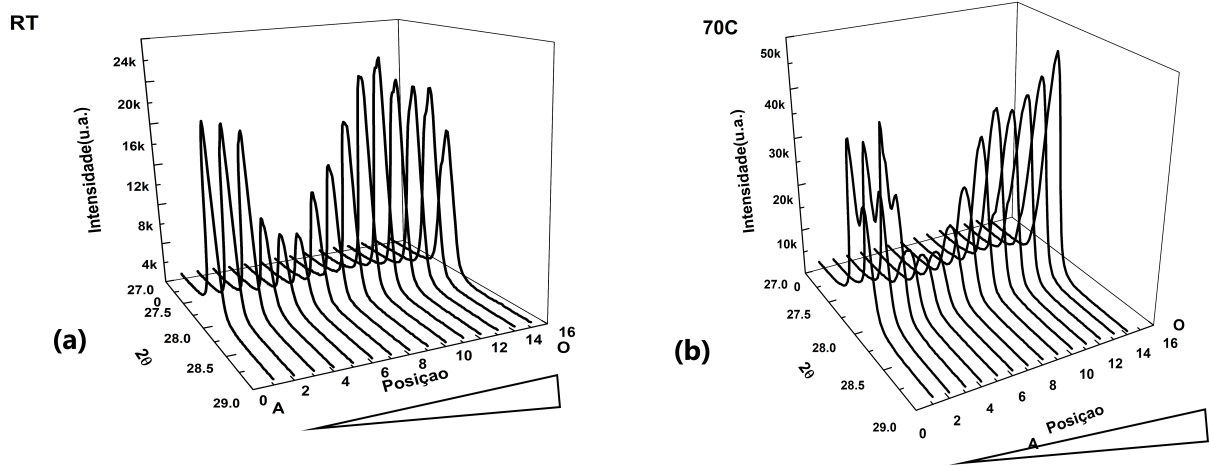 RT
24k
20k
16k
12k
8k
4k
Intensidade(u.a.)
27.0
27.5
28.0
28.5
29.0
2θ
0
0
2
4
6
8
10
12
14
16
O
A
Posiçao
(a)
70C
50k
40k
30k
20k
10k
Intensidade(u.a.)
27.0
27.5
28.0
28.5
29.0
2θ
0
0
2
4
6
8
10
12
14
16
O
A
Posiçao
(b)